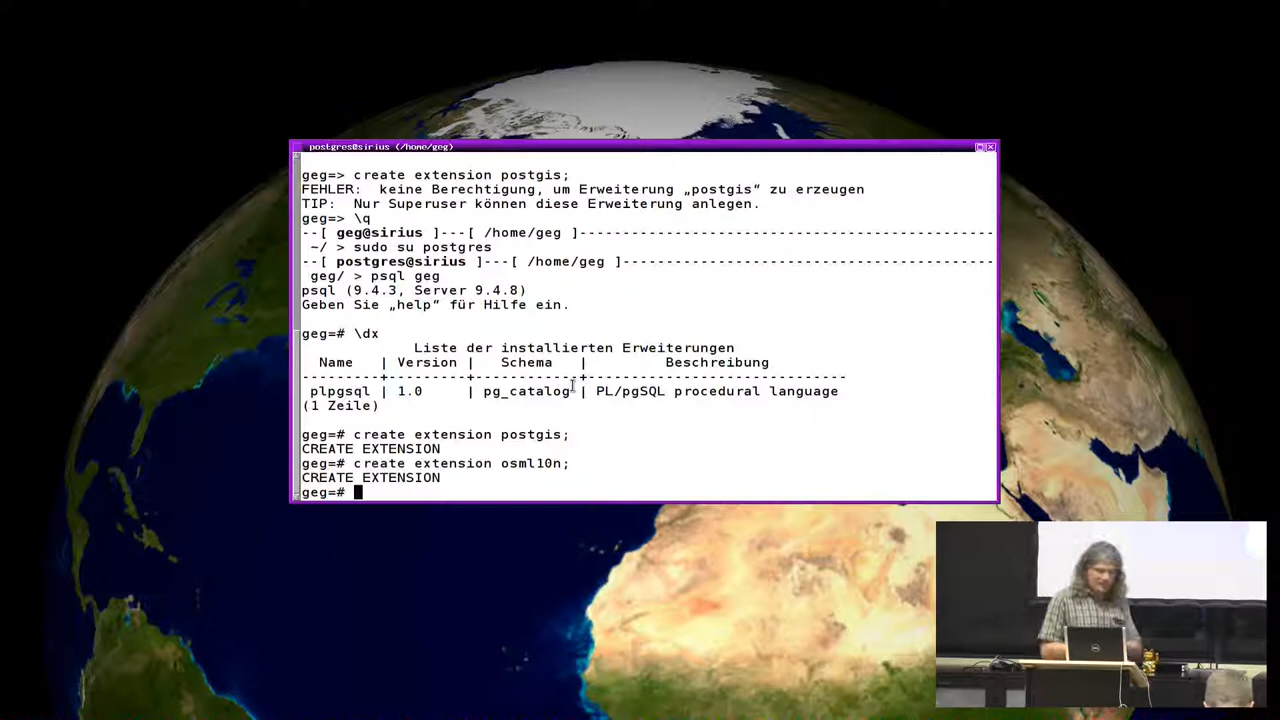 postgres@sirius (/home/geg)
geg=> create extension postgis;
FEHLER:  keine Berechtigung, um Erweiterung „postgis“ zu erzeugen
TIP:  Nur Superuser können diese Erweiterung anlegen.
geg=> \q
--[ geg@sirius ]---[ /home/geg ]------------------------------------------------
 ~/ > sudo su postgres
--[ postgres@sirius ]---[ /home/geg ]-------------------------------------------
 geg/ > psql geg
psql (9.4.3, Server 9.4.8)
Geben Sie „help“ für Hilfe ein.
geg=# \dx
Liste der installierten Erweiterungen
  Name   | Version |   Schema   |         Beschreibung
---------+---------+------------+------------------------------
 plpgsql | 1.0     | pg_catalog | PL/pgSQL procedural language
(1 Zeile)
geg=# create extension postgis;
CREATE EXTENSION
geg=# create extension osml10n;
CREATE EXTENSION
geg=#